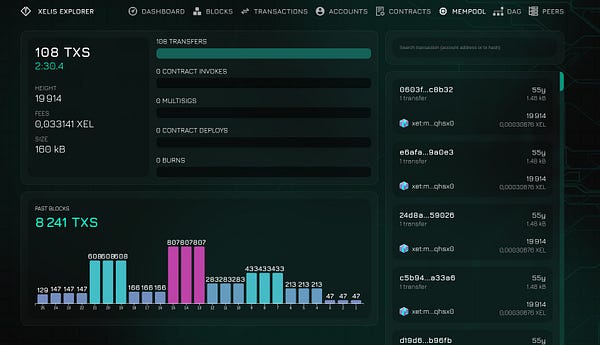 XELIS EXPLORER
DASHBOARD
BLOCKS
TRANSACTIONS
ACCOUNTS
CONTRACTS
MEMPOOL
DAG
PEERS
108 TXS
2:30.4
HEIGHT
19 914
FEES
0,033141 XEL
SIZE
160 kB
108 TRANSFERS
0 CONTRACT INVOKES
0 MULTISIGS
0 CONTRACT DEPLOYS
0 BURNS
PAST BLOCKS
8 241 TXS
129 147 147 147 608 608 608 166 166 166 807 807 807 283 283 283 433 433 433 213 213 213 47 47 47
Search transaction (account address or tx hash)
0603f...c8b32 55y
1 transfer 1.48 kB
19 914
xet:m...qhsx0 0,00030876 XEL
e6afa...9a0e3 55y
1 transfer 1.48 kB
19 914
xet:m...qhsx0 0,00030876 XEL
24d8a...59026 55y
1 transfer 1.48 kB
19 914
xet:m...qhsx0 0,00030876 XEL
c5b94...a33a6 55y
1 transfer 1.48 kB
19 914
xet:m...qhsx0 0,00030876 XEL
d19d6...b96fb 55y